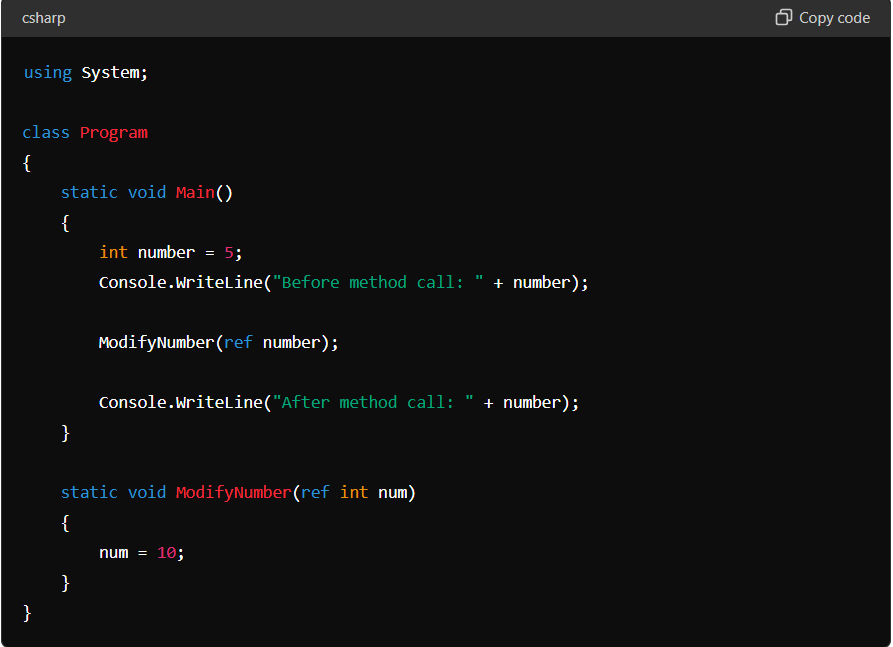 csharp
Copy code
using System;
class Program
{
    static void Main()
    {
        int number = 5;
        Console.WriteLine("Before method call: " + number);
        ModifyNumber(ref number);
        Console.WriteLine("After method call: " + number);
    }
    static void ModifyNumber(ref int num)
    {
        num = 10;
    }
}